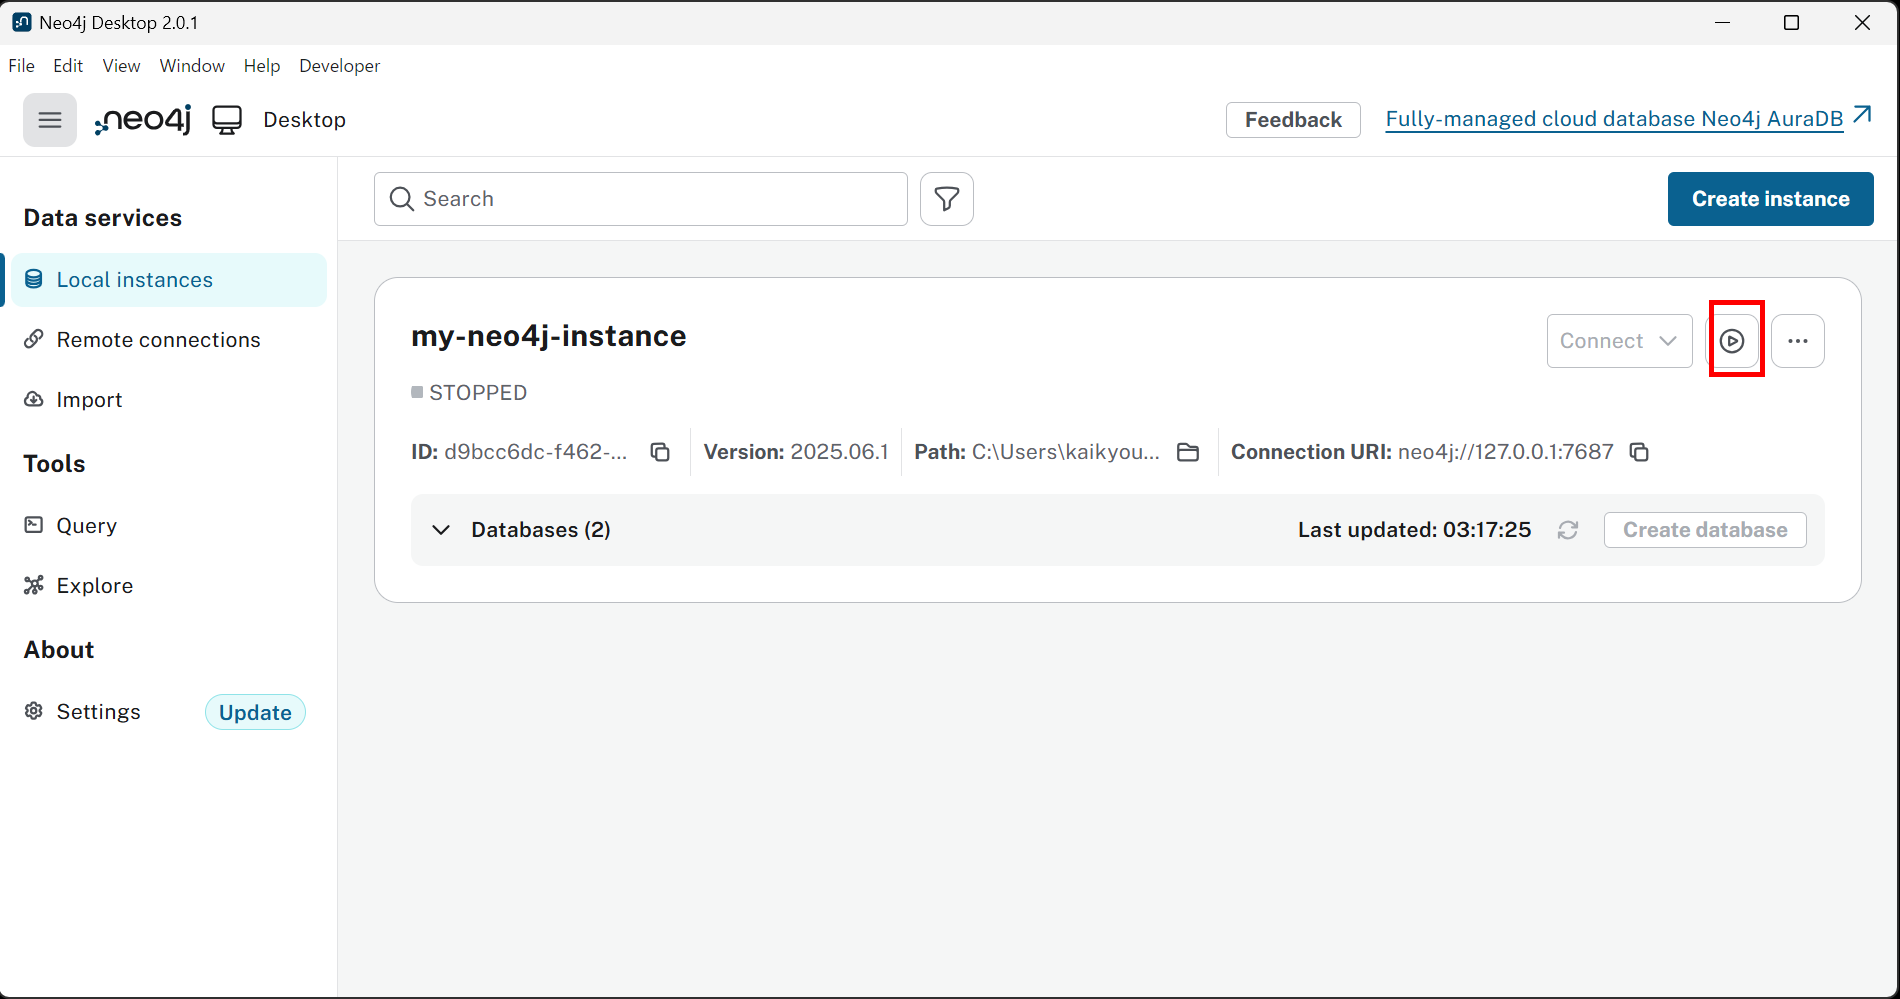 Neo4j Desktop 2.0.1
File Edit View Window Help Developer
neo4j Desktop Feedback Fully-managed cloud database Neo4j AuraDB
Data services
Local instances
Remote connections
Import
Tools
Query
Explore
About
Settings Update
Search Create instance
my-neo4j-instance Connect
STOPPED
ID: d9bcc6dc-f462-... Version: 2025.06.1 Path: C:\Users\kaikyou... Connection URI: neo4j://127.0.0.1:7687
Databases (2) Last updated: 03:17:25 Create database